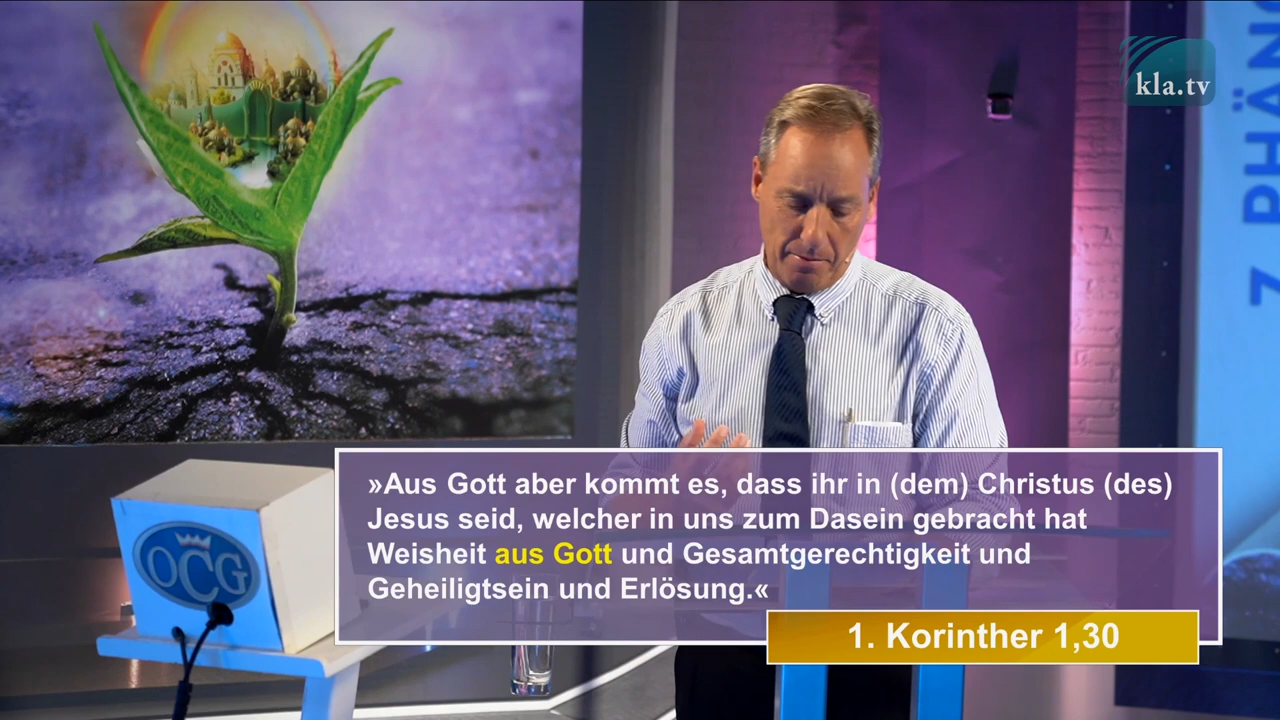 kla.tv
Z PHÄN
OCG
»Aus Gott aber kommt es, dass ihr in (dem) Christus (des)
Jesus seid, welcher in uns zum Dasein gebracht hat
Weisheit aus Gott und Gesamtgerechtigkeit und
Geheiligtsein und Erlösung.«
1. Korinther 1,30